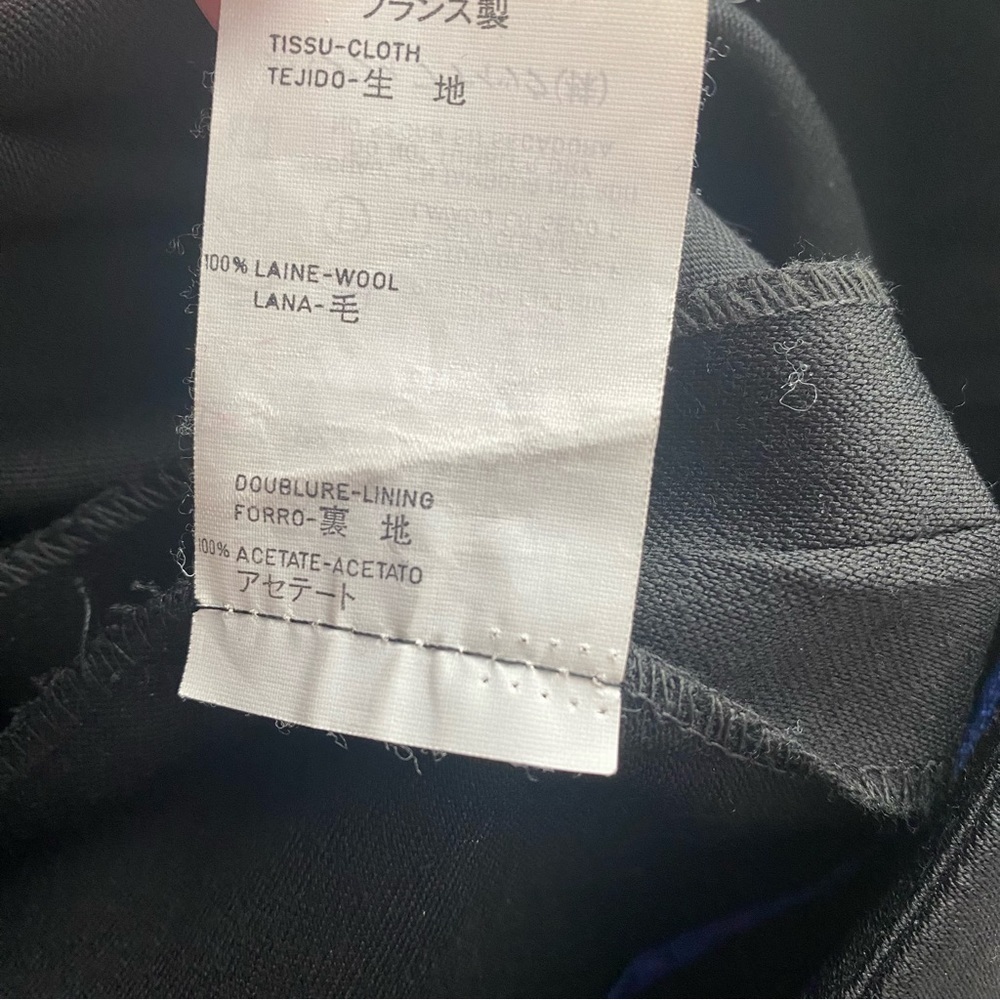 フランス製
TISSU-CLOTH
TEJIDO-生 地
100% LAINE-WOOL
LANA-毛
DOUBLURE-LINING
FORRO-裏 地
100% ACETATE-ACETATO
アセテート